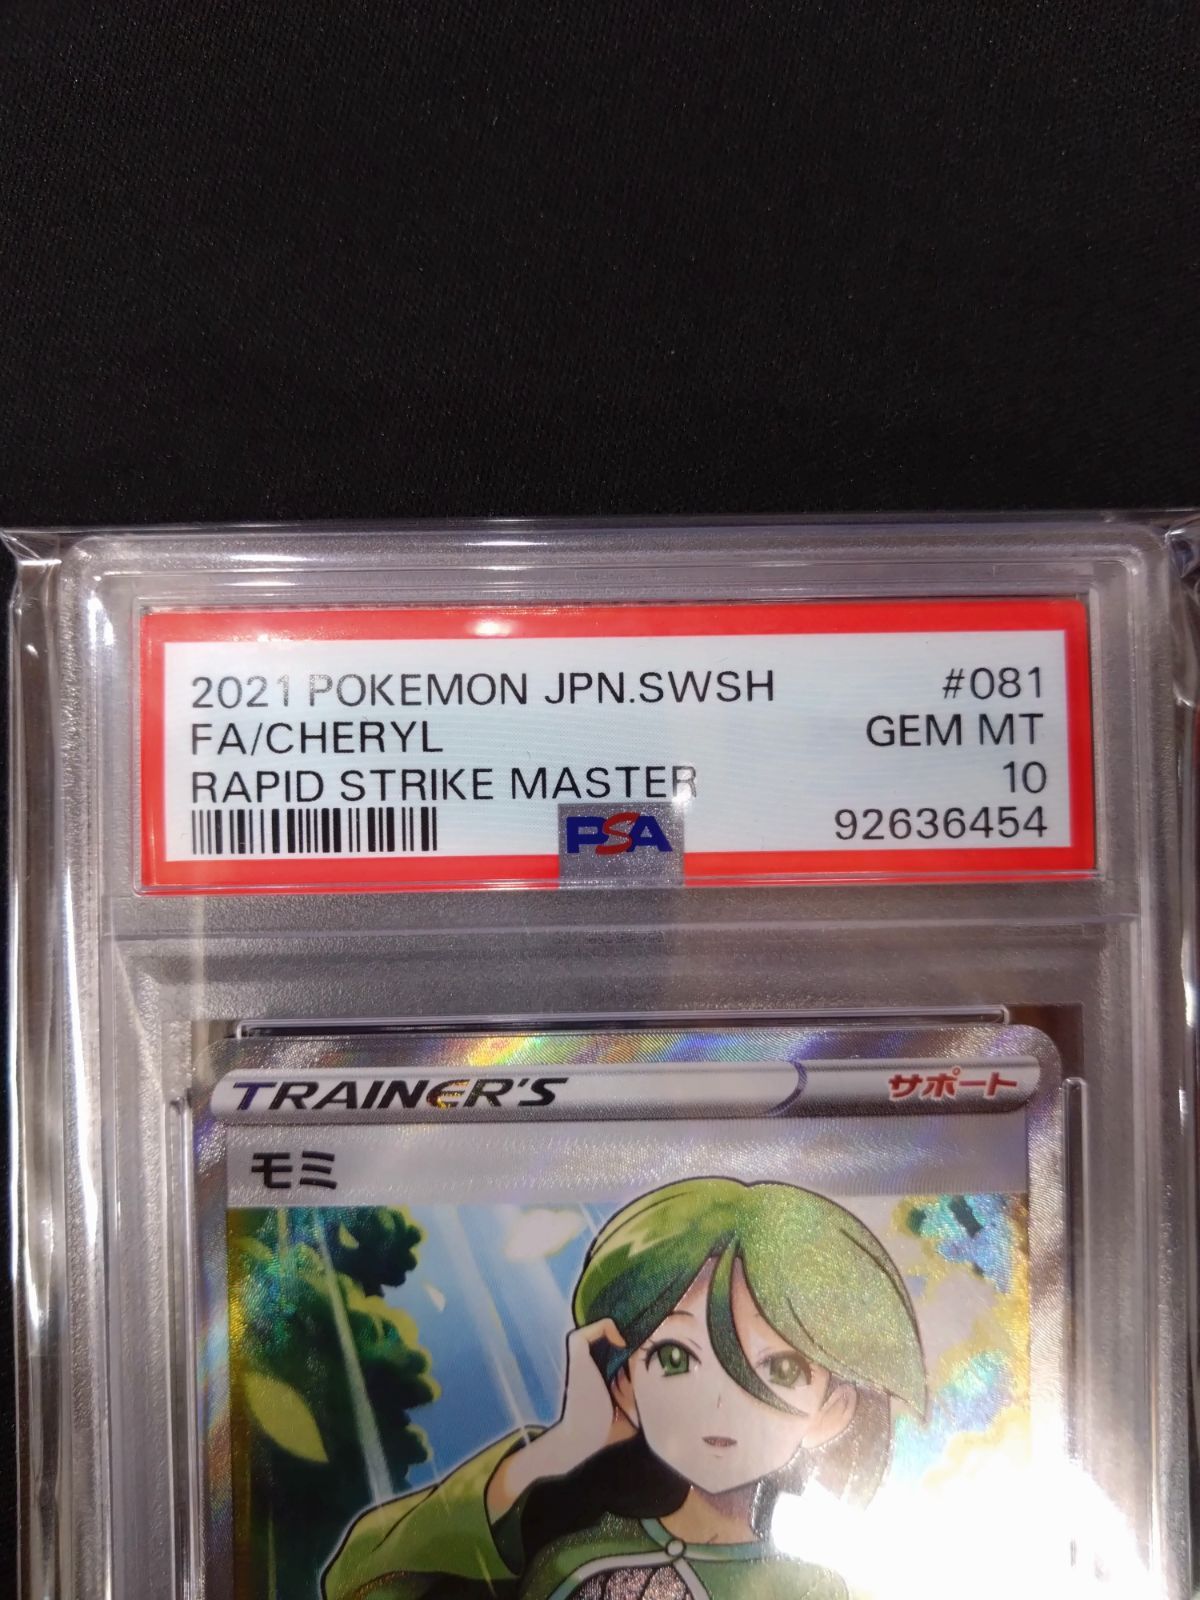 2021 POKEMON JPN.SWSH #081
FA/CHERYL GEM MT
RAPID STRIKE MASTER 10
PSA 92636454
TRAINER'S サポート
モミ